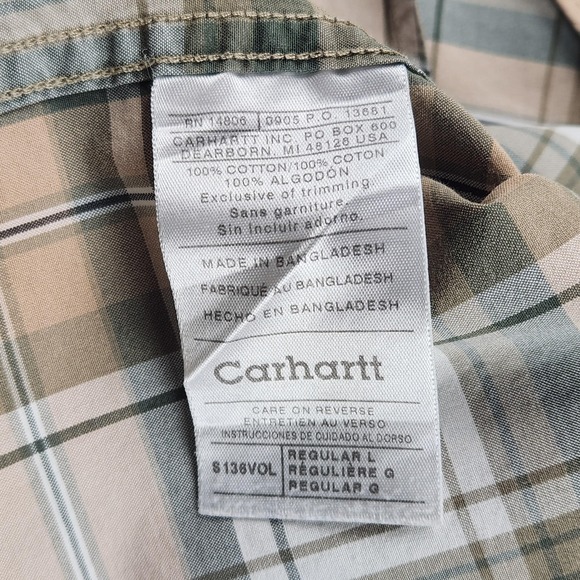 RN 14806 0905 P.O. 13681
CARHARTT INC. PO BOX 600
DEARBORN, MI 48126 USA
100% COTTON/100% COTON
100% ALGODÓN
Exclusive of trimming.
Sans garniture.
Sin incluir adorno.
MADE IN BANGLADESH
FABRIQUÉ AU BANGLADESH
HECHO EN BANGLADESH
Carhartt
CARE ON REVERSE
ENTRETIEN AU VERSO
INSTRUCCIONES DE CUIDADO AL DORSO
S136VOL
REGULAR L
RÉGULIÈRE G
REGULAR G